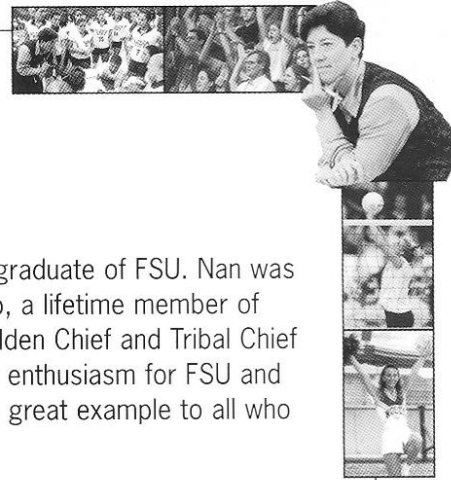 graduate of FSU. Nan was
a lifetime member of
Chief and Tribal Chief
enthusiasm for FSU and
great example to all who